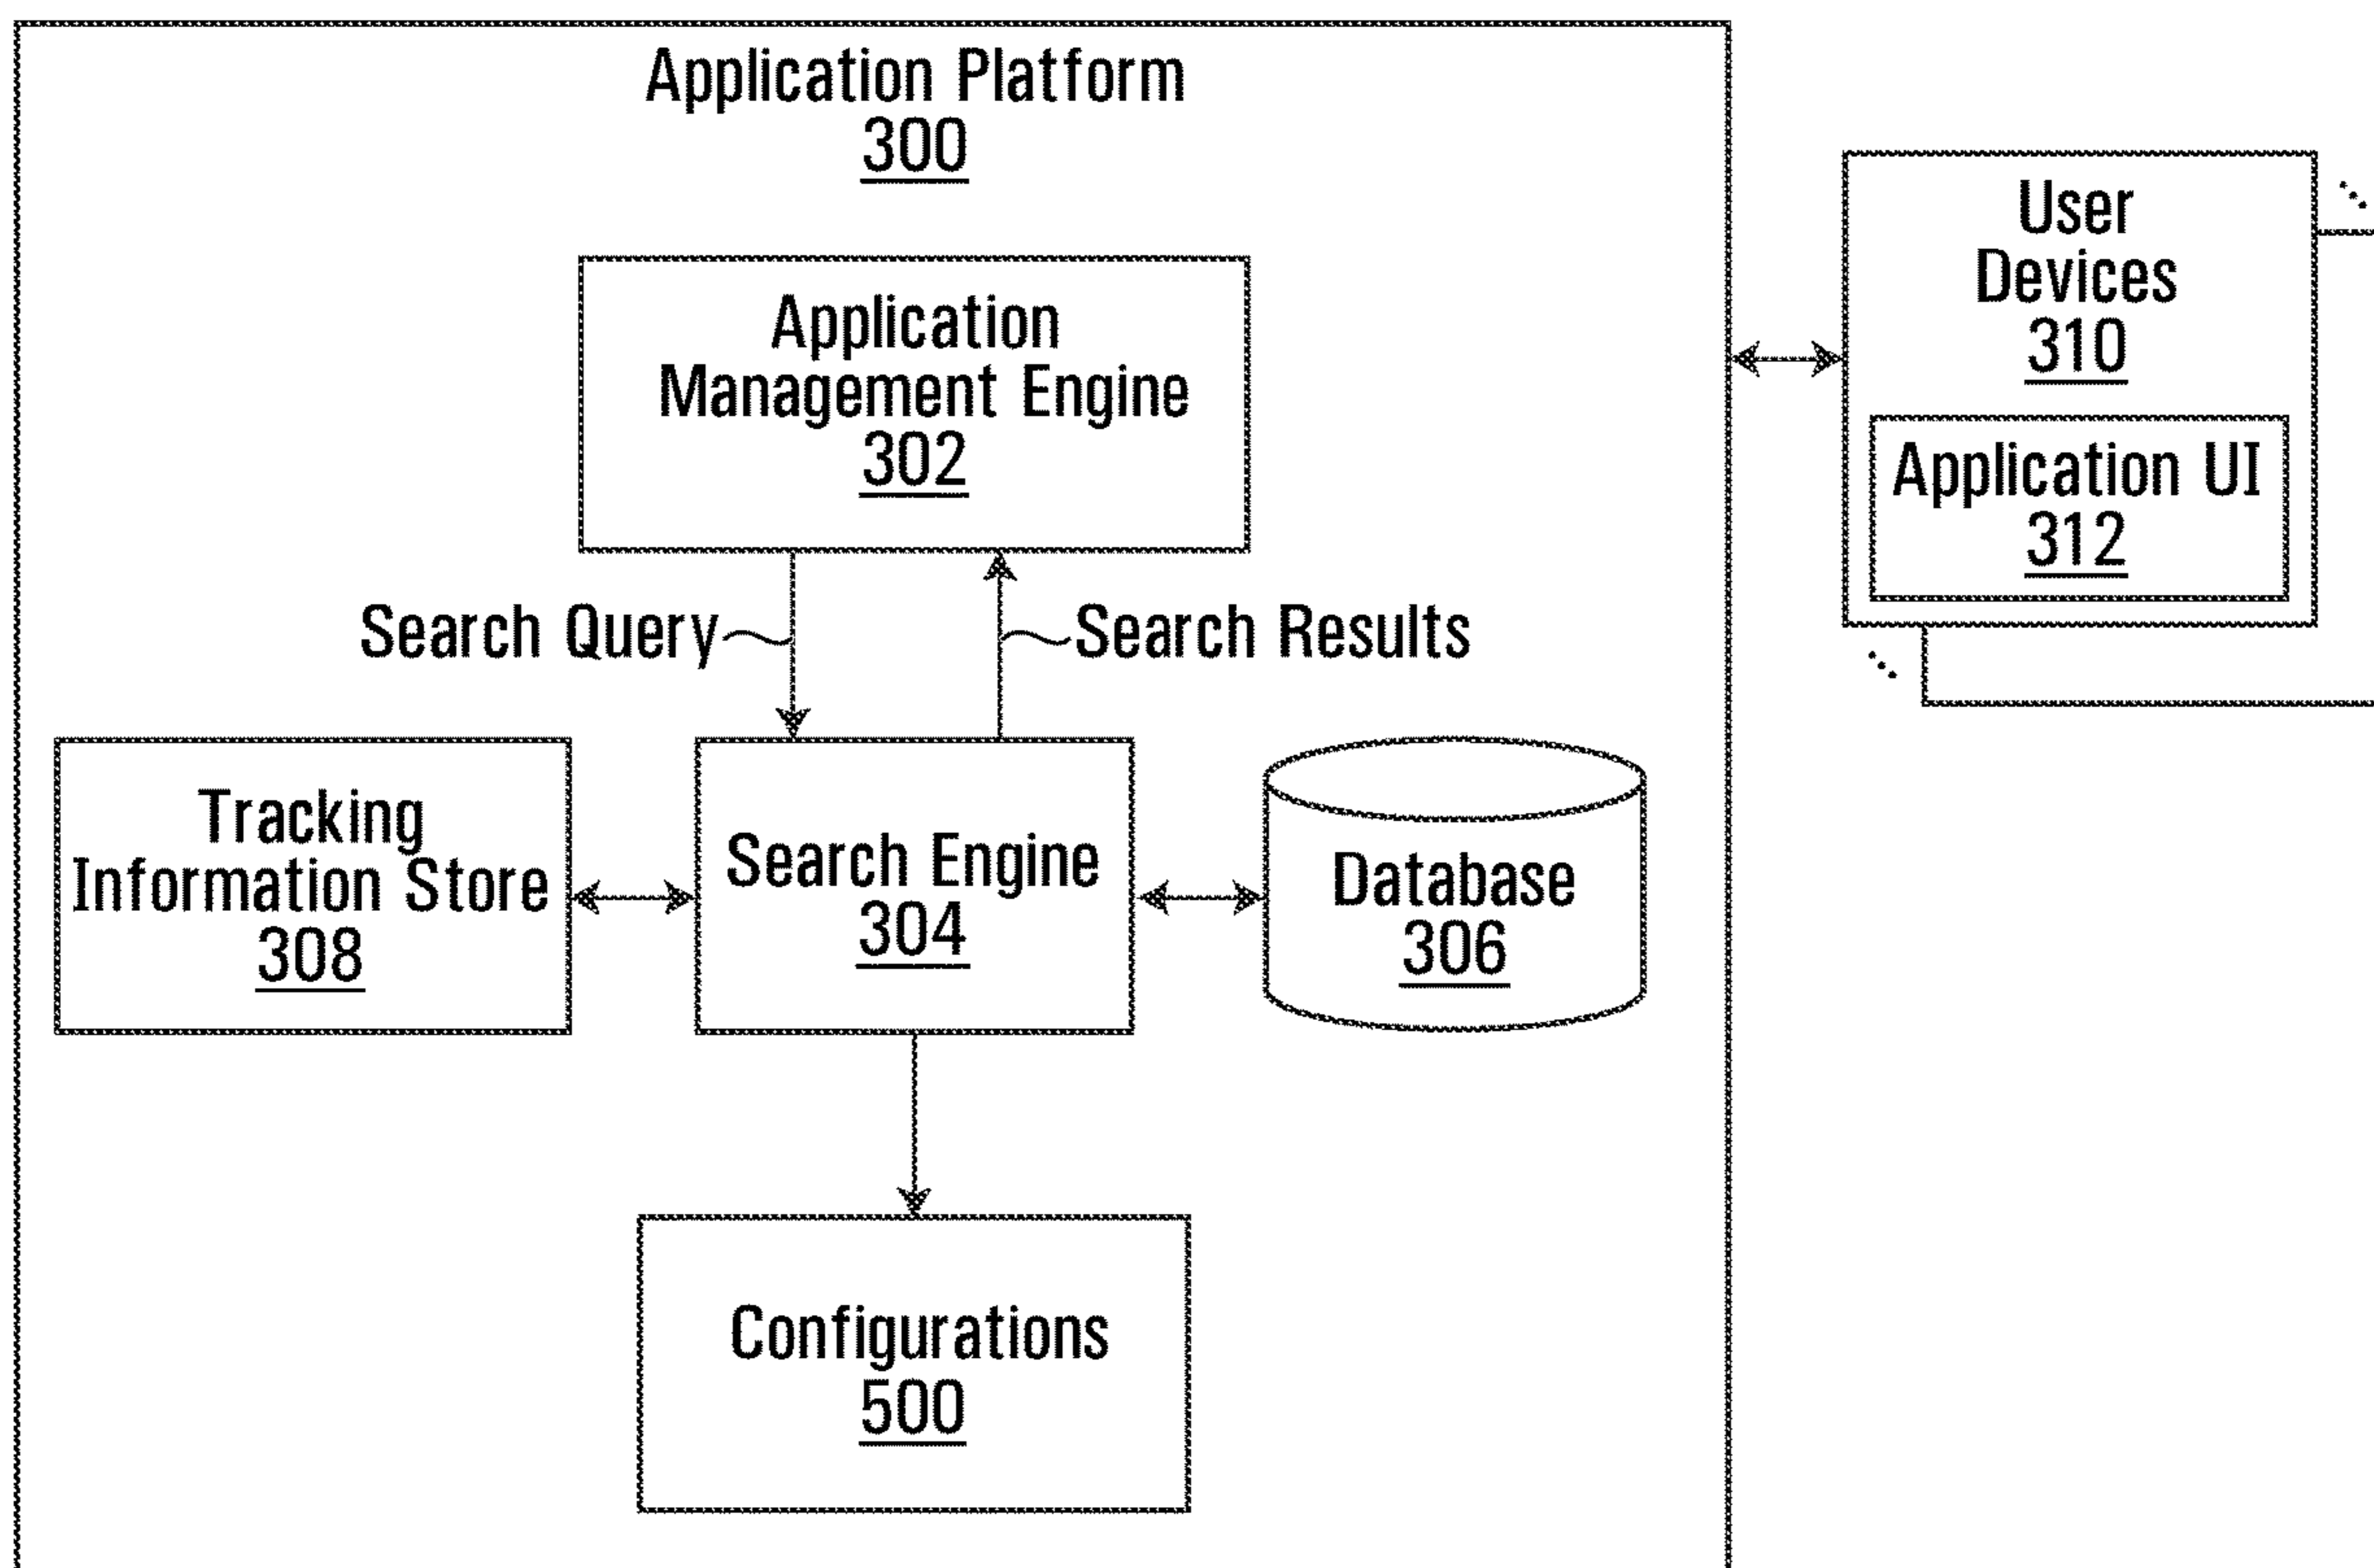 Application Platform
300
Application
Management Engine
302
Search Query
Search Results
Tracking
Information Store
308
Search Engine
304
Database
306
Configurations
500
User
Devices
310
Application UI
312